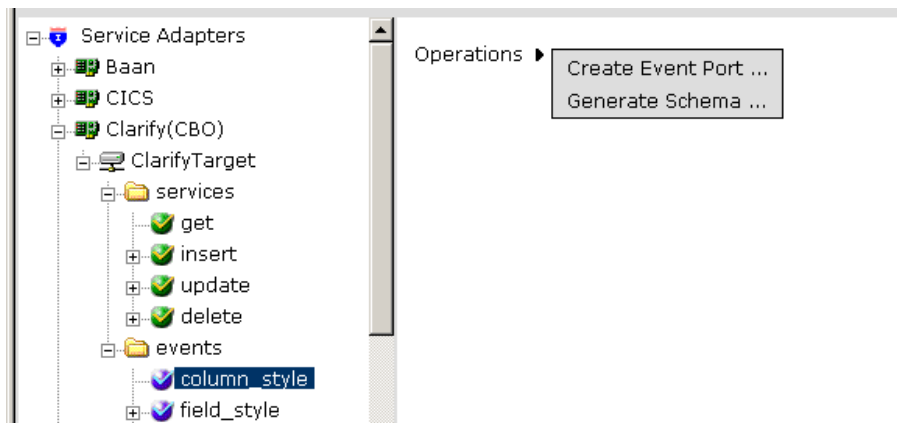 Service Adapters
Baan
CICS
Clarify(CBO)
ClarifyTarget
services
get
insert
update
delete
events
column_style
field_style
Operations
Create Event Port ...
Generate Schema ...